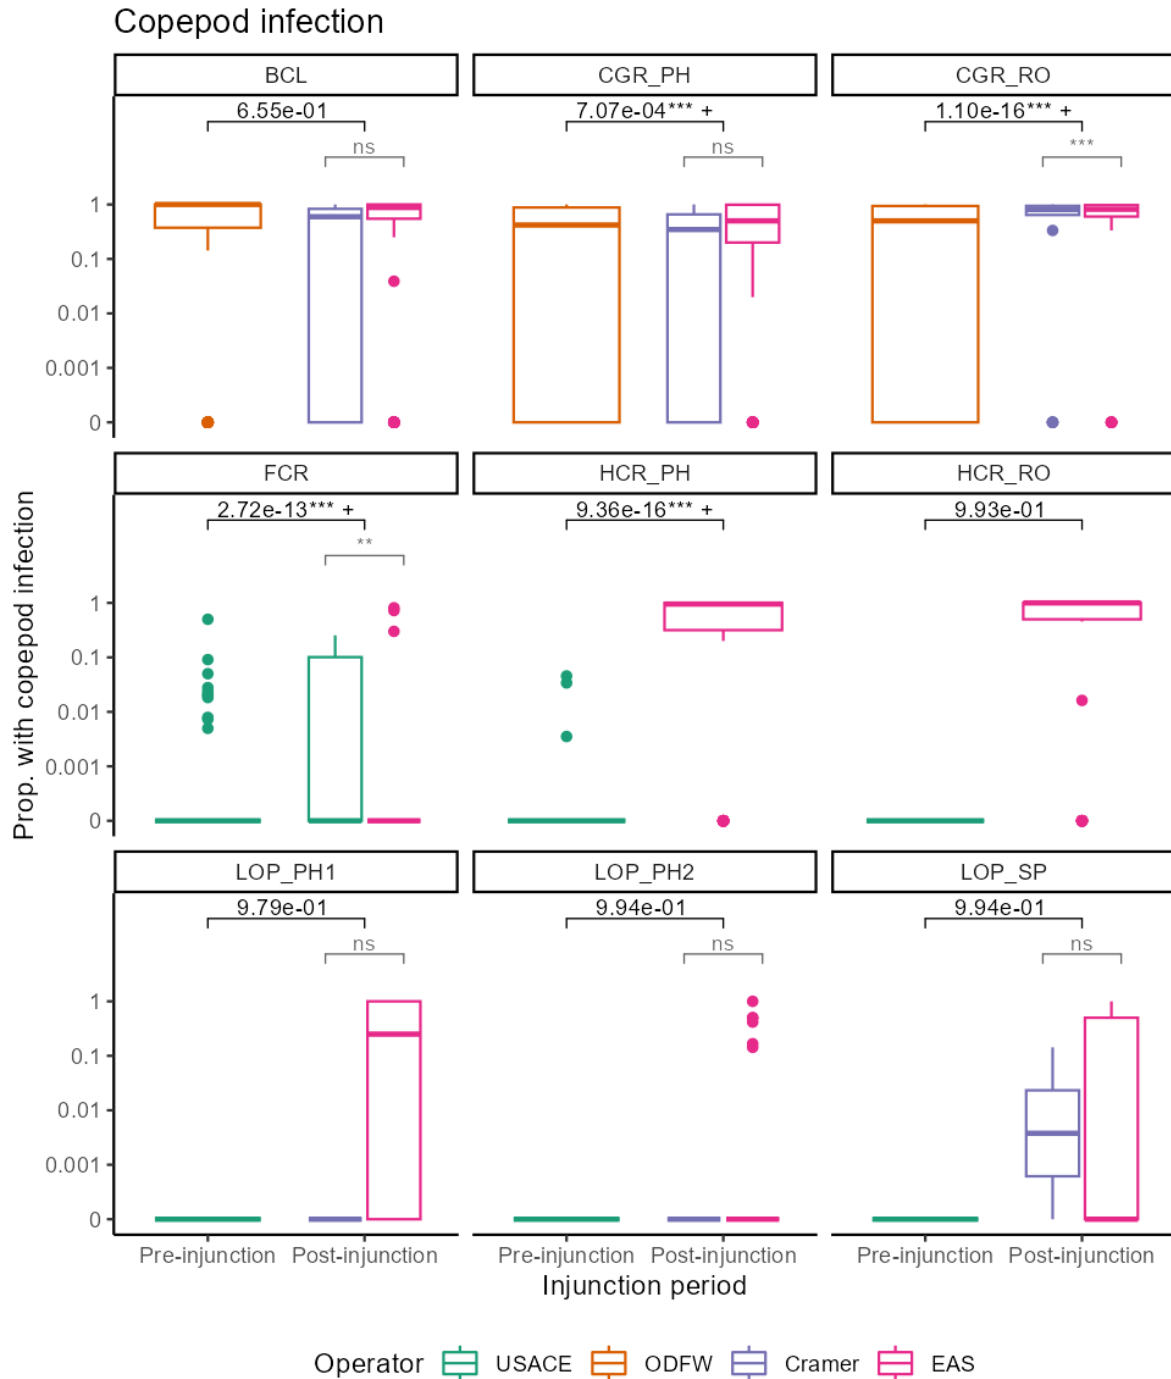 Copepod infection
BCL CGR_PH CGR_RO
6.55e-01 7.07e-04*** + 1.10e-16*** +
ns ns ***
1
0.1
0.01
0.001
0
FCR HCR_PH HCR_RO
2.72e-13*** + 9.36e-16*** + 9.93e-01
**
1
0.1
0.01
0.001
0
Prop. with copepod infection
LOP_PH1 LOP_PH2 LOP_SP
9.79e-01 9.94e-01 9.94e-01
ns ns ns
1
0.1
0.01
0.001
0
Pre-injunction Post-injunction Pre-injunction Post-injunction Pre-injunction Post-injunction
Injunction period
Operator USACE ODFW Cramer EAS